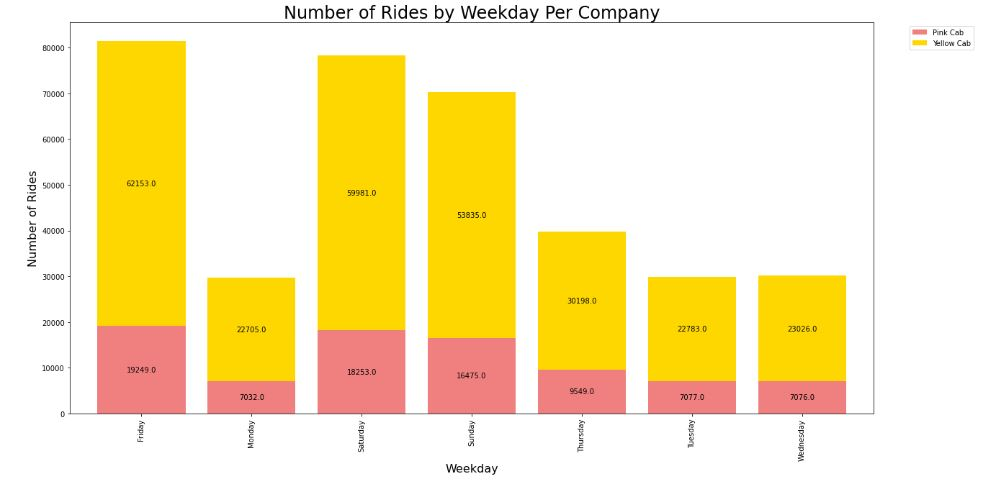 Number of Rides by Weekday Per Company
Pink Cab
Yellow Cab
Number of Rides
80000
70000
60000
50000
40000
30000
20000
10000
0
62153.0
22705.0
59981.0
53835.0
30198.0
22783.0
23026.0
19249.0
7032.0
18253.0
16475.0
9549.0
7077.0
7076.0
Friday
Monday
Saturday
Sunday
Thursday
Tuesday
Wednesday
Weekday